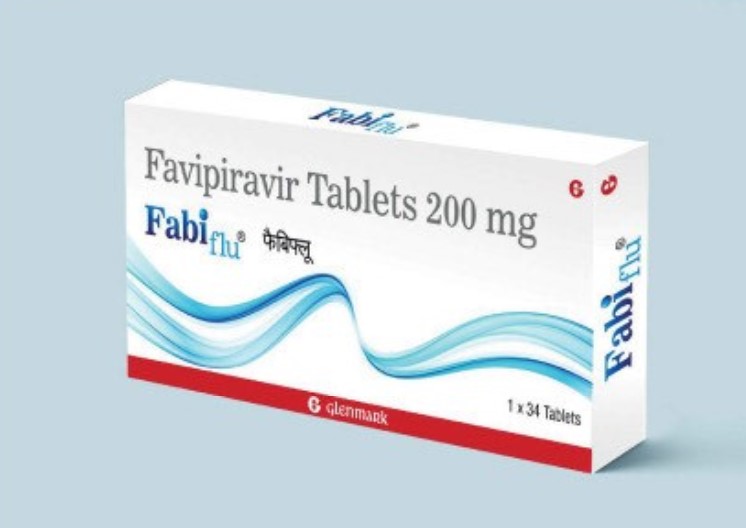 Fabiflu®
Favipiravir Tablets 200 mg
Fabiflu® फैबिफ्लू
Fabiflu®
glenmark
1 x 34 Tablets